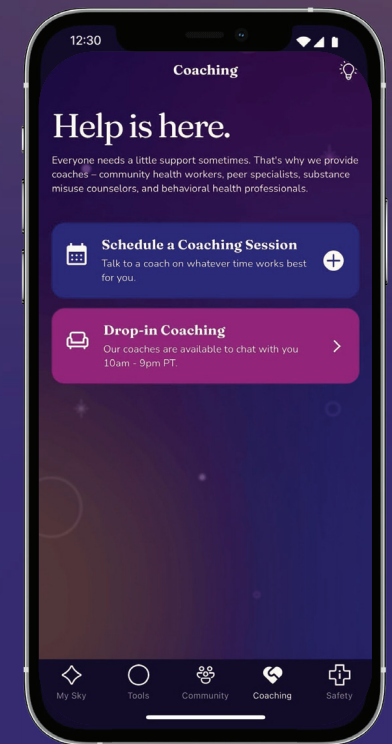 12:30
Coaching
Help is here.
Everyone needs a little support sometimes. That's why we provide
coaches – community health workers, peer specialists, substance
misuse counselors, and behavioral health professionals.
Schedule a Coaching Session
Talk to a coach on whatever time works best
for you.
Drop-in Coaching
Our coaches are available to chat with you
10am - 9pm PT.
My Sky Tools Community Coaching Safety